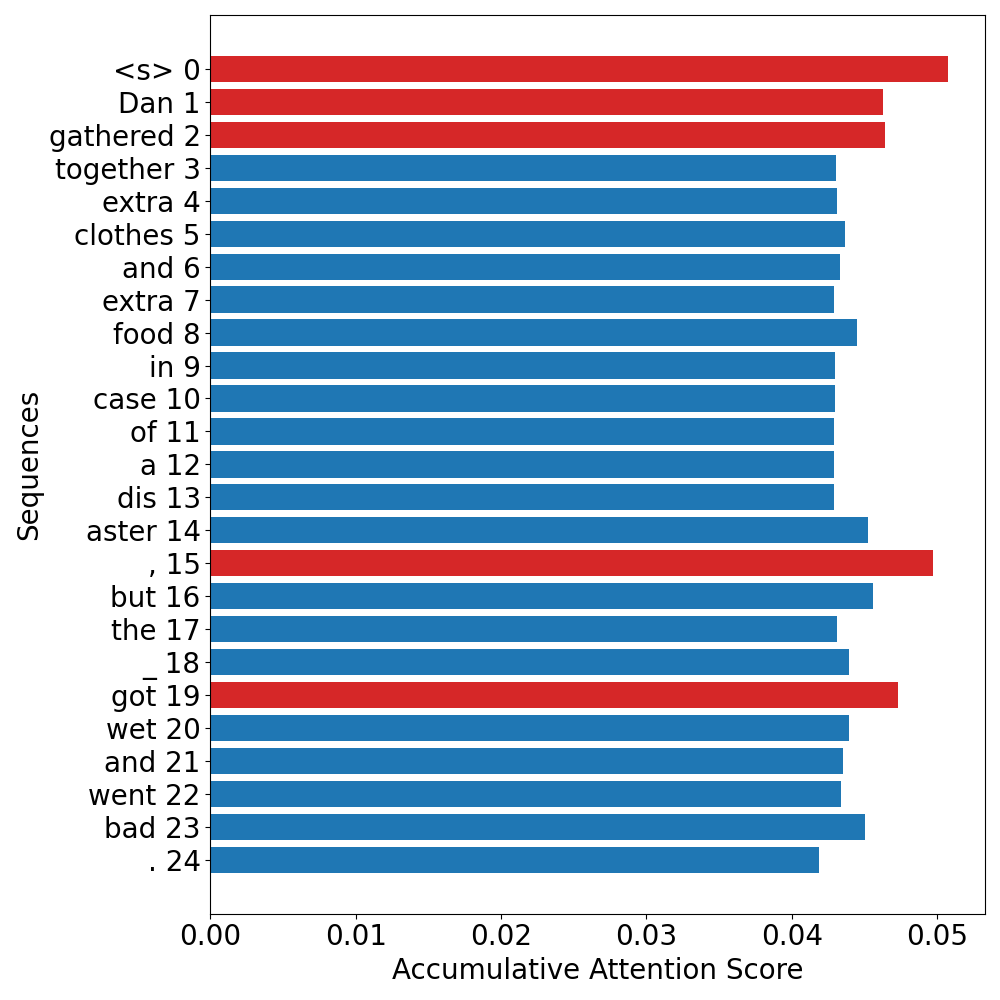 <s> 0
Dan 1
gathered 2
together 3
extra 4
clothes 5
and 6
extra 7
food 8
in 9
case 10
of 11
a 12
dis 13
aster 14
, 15
but 16
the 17
_ 18
got 19
wet 20
and 21
went 22
bad 23
. 24
Sequences
0.00 0.01 0.02 0.03 0.04 0.05
Accumulative Attention Score